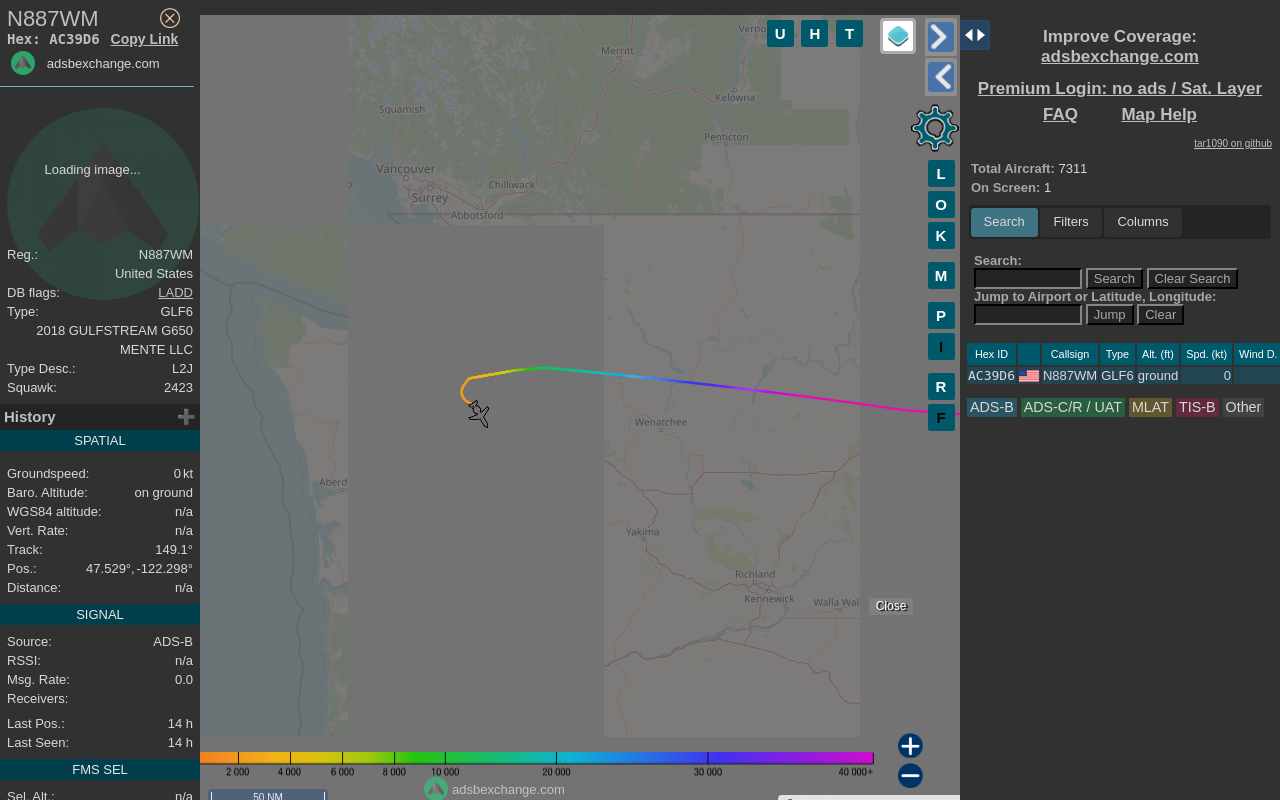 N887WM
Hex: AC39D6 Copy Link
adsbexchange.com
Loading image...
Reg.: N887WM
United States
DB flags: LADD
Type: GLF6
2018 GULFSTREAM G650
MENTE LLC
Type Desc.: L2J
Squawk: 2423
History
SPATIAL
Groundspeed: 0 kt
Baro. Altitude: on ground
WGS84 altitude: n/a
Vert. Rate: n/a
Track: 149.1°
Pos.: 47.529°, -122.298°
Distance: n/a
SIGNAL
Source: ADS-B
RSSI: n/a
Msg. Rate: 0.0
Receivers:
Last Pos.: 14 h
Last Seen: 14 h
FMS SEL
Sel. Alt.: n/a
U H T
Verno
Merritt
Kelowna
Squamish
Penticton
Vancouver
Chilliwack
Surrey
Abbotsford
Wenatchee
Aberd
Yakima
Richland
Kennewick
Walla Wal
L
O
K
M
P
I
R
F
Close
2 000 4 000 6 000 8 000 10 000 20 000 30 000 40 000+
adsbexchange.com
50 NM
Improve Coverage:
adsbexchange.com
Premium Login: no ads / Sat. Layer
FAQ Map Help
tar1090 on github
Total Aircraft: 7311
On Screen: 1
Search Filters Columns
Search:
Search Clear Search
Jump to Airport or Latitude, Longitude:
Jump Clear
Hex ID Callsign Type Alt. (ft) Spd. (kt) Wind D.
AC39D6 N887WM GLF6 ground 0
ADS-B ADS-C/R / UAT MLAT TIS-B Other